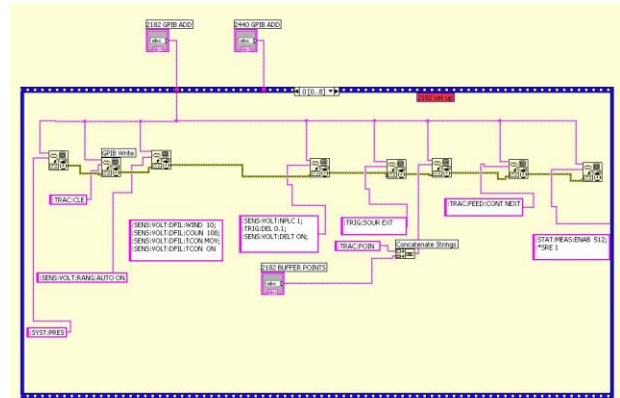 2182 GPIB ADD
2440 GPIB ADD
abc
abc
0 [0..8]
2182 set up
GPIB Write
:TRAC:CLE
:SENS:VOLT:DFIL:WIND 10;
:SENS:VOLT:DFIL:COUN 100;
:SENS:VOLT:DFIL:TCON MOV;
:SENS:VOLT:DFIL:TCON ON
:SENS:VOLT:NPLC 1;
:TRIG:DEL 0.1;
:SENS:VOLT:DELT ON;
:TRIG:SOUR EXT
:TRAC:FEED:CONT NEXT
:TRAC:POIN
Concatenate Strings
:STAT:MEAS:ENAB 512;
*SRE 1
:SENS:VOLT:RANG:AUTO ON
2182 BUFFER POINTS
abc
:SYST:PRES